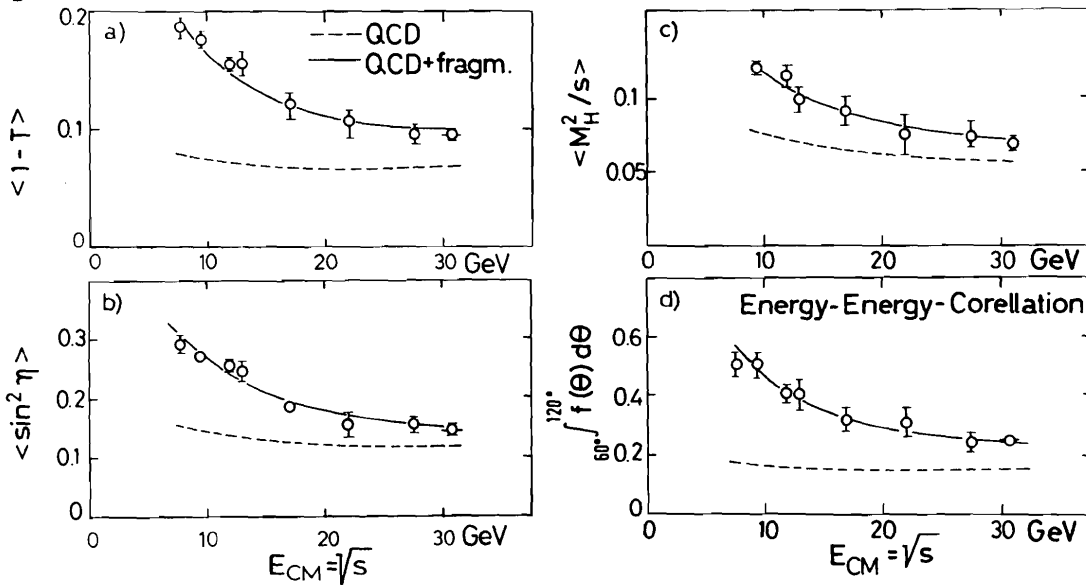 a)
--- QCD
— QCD+fragm.
<1-T>
0.2
0.1
0
0 10 20 30 GeV
b)
<sin² η>
0.3
0.2
0.1
0
0 10 20 30 GeV
E_CM = √s
c)
<M_H²/s>
0.1
0.05
0
0 10 20 30 GeV
d) Energy-Energy-Corellation
60°∫120° f(θ)dθ
0.6
0.4
0.2
0
0 10 20 30 GeV
E_CM = √s